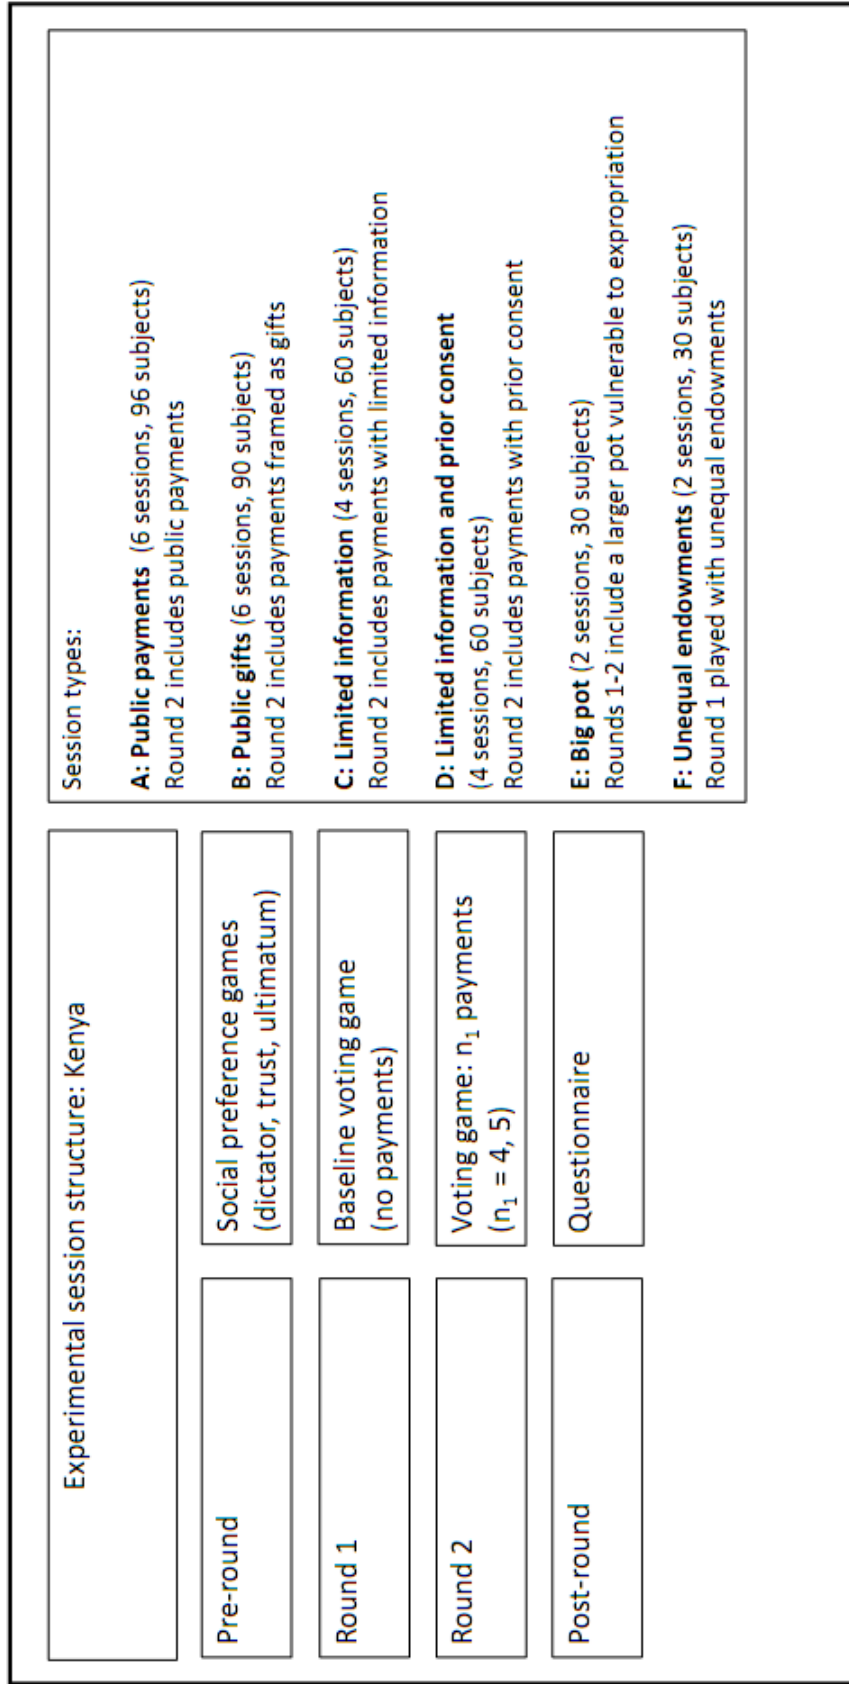 Experimental session structure: Kenya
Pre-round
Social preference games
(dictator, trust, ultimatum)
Round 1
Baseline voting game
(no payments)
Round 2
Voting game: n₁ payments
(n₁ = 4, 5)
Post-round
Questionnaire
Session types:
A: Public payments (6 sessions, 96 subjects)
Round 2 includes public payments
B: Public gifts (6 sessions, 90 subjects)
Round 2 includes payments framed as gifts
C: Limited information (4 sessions, 60 subjects)
Round 2 includes payments with limited information
D: Limited information and prior consent
(4 sessions, 60 subjects)
Round 2 includes payments with prior consent
E: Big pot (2 sessions, 30 subjects)
Rounds 1-2 include a larger pot vulnerable to expropriation
F: Unequal endowments (2 sessions, 30 subjects)
Round 1 played with unequal endowments